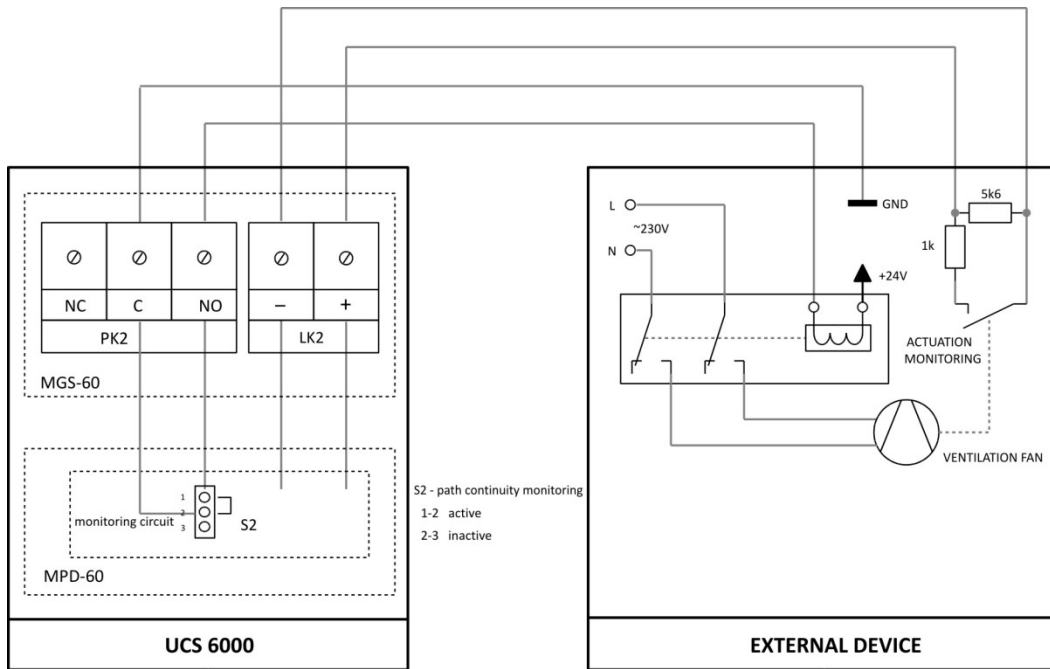 NC
C
NO
PK2
–
+
LK2
MGS-60
monitoring circuit
1
2
3
S2
MPD-60
UCS 6000
S2 - path continuity monitoring
1-2 active
2-3 inactive
L
~230V
N
GND
+24V
5k6
1k
ACTUATION
MONITORING
VENTILATION FAN
EXTERNAL DEVICE